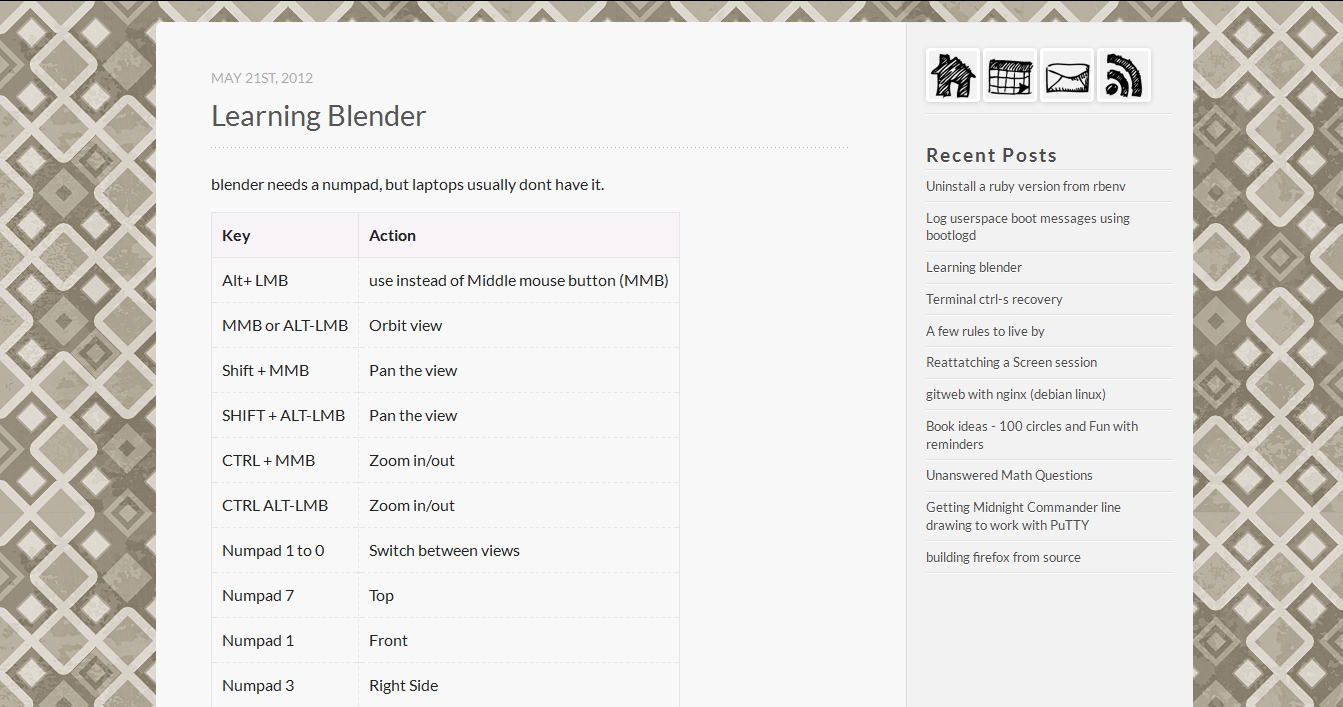 MAY 21ST, 2012
Learning Blender
blender needs a numpad, but laptops usually dont have it.
Key Action
Alt+ LMB use instead of Middle mouse button (MMB)
MMB or ALT-LMB Orbit view
Shift + MMB Pan the view
SHIFT + ALT-LMB Pan the view
CTRL + MMB Zoom in/out
CTRL ALT-LMB Zoom in/out
Numpad 1 to 0 Switch between views
Numpad 7 Top
Numpad 1 Front
Numpad 3 Right Side
Recent Posts
Uninstall a ruby version from rbenv
Log userspace boot messages using
bootlogd
Learning blender
Terminal ctrl-s recovery
A few rules to live by
Reattatching a Screen session
gitweb with nginx (debian linux)
Book ideas - 100 circles and Fun with
reminders
Unanswered Math Questions
Getting Midnight Commander line
drawing to work with PuTTY
building firefox from source